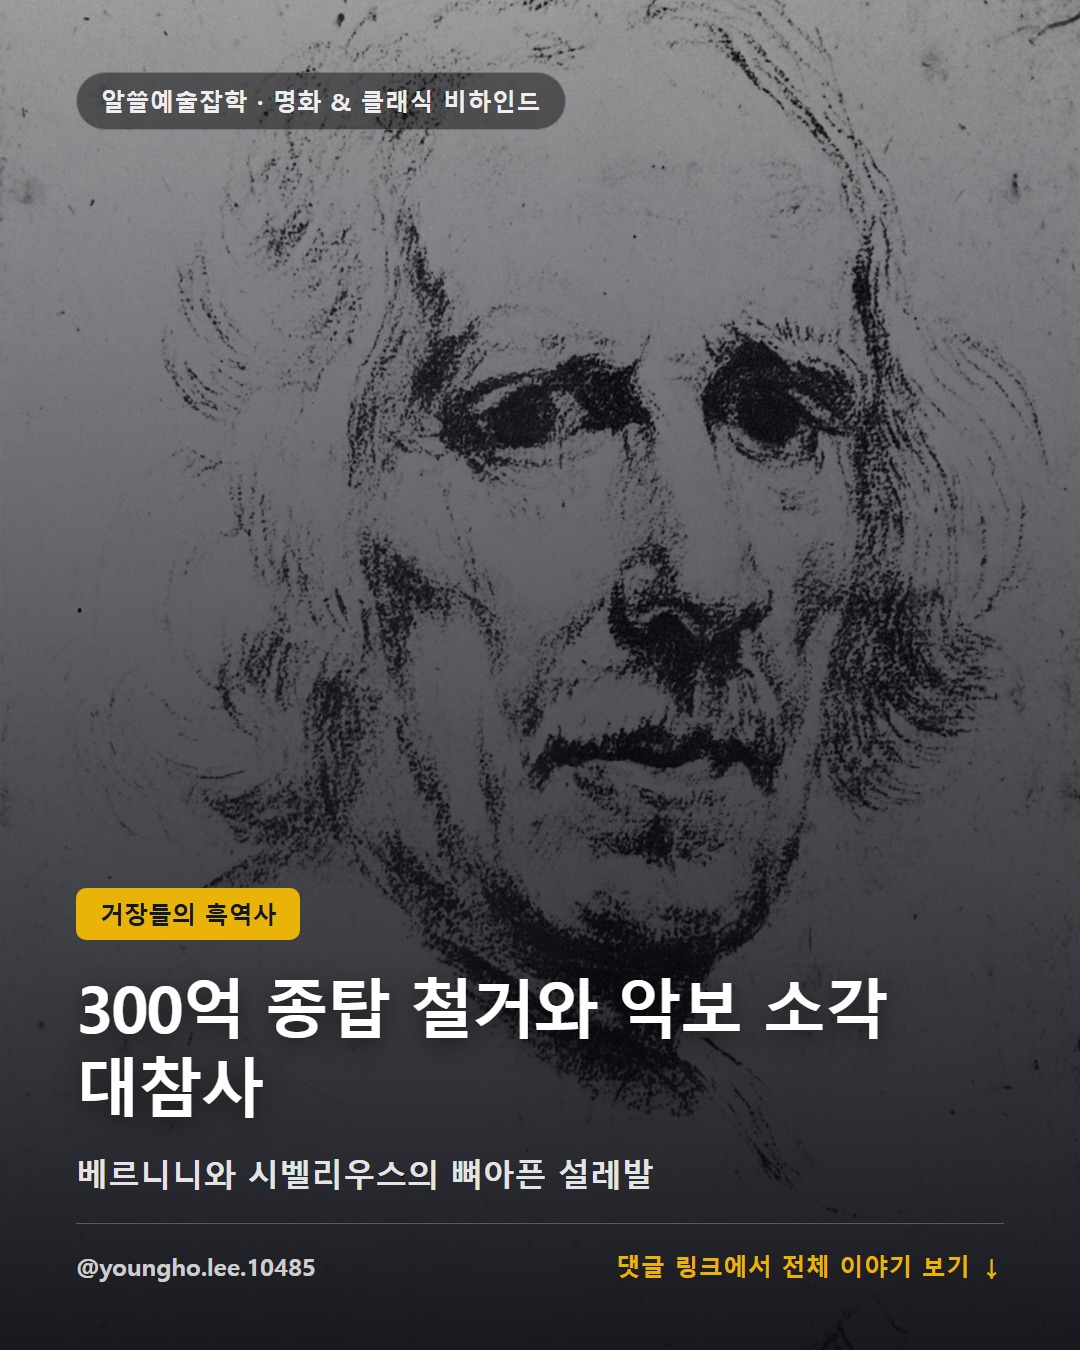 알쓸예술잡학 · 명화 & 클래식 비하인드
거장들의 흑역사
300억 종탑 철거와 악보 소각
대참사
베르니니와 시벨리우스의 뼈아픈 설레발
@youngho.lee.10485
댓글 링크에서 전체 이야기 보기 ↓